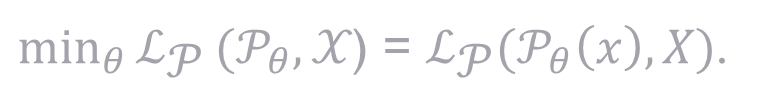 min_θ ℒ_𝒫 (𝒫_θ, 𝒳) = ℒ_𝒫(𝒫_θ(x), X).